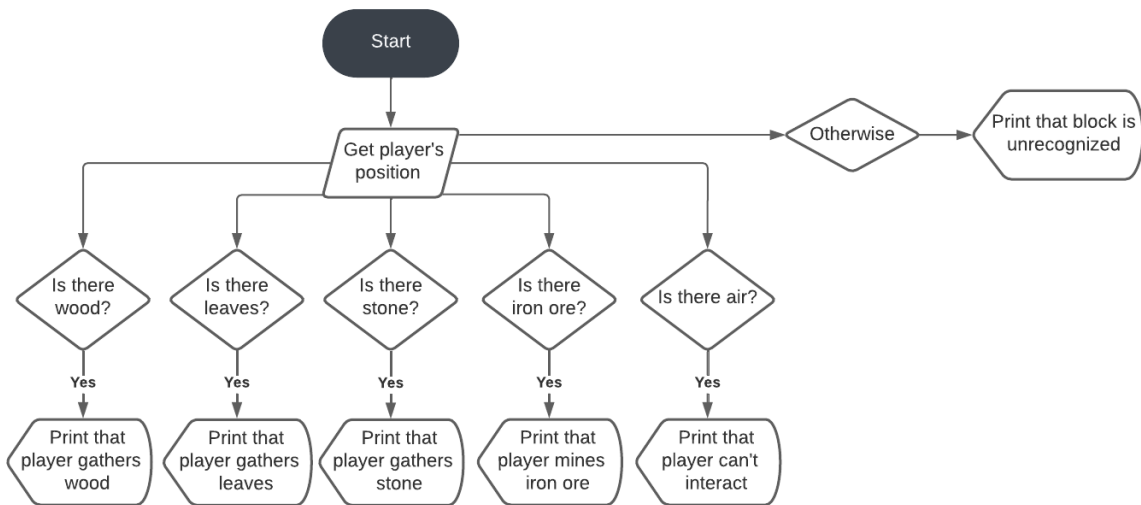 Start
Get player's
position
Otherwise
Print that block is
unrecognized
Is there
wood?
Is there
leaves?
Is there
stone?
Is there
iron ore?
Is there air?
Yes
Yes
Yes
Yes
Yes
Print that
player gathers
wood
Print that
player gathers
leaves
Print that
player gathers
stone
Print that
player mines
iron ore
Print that
player can't
interact